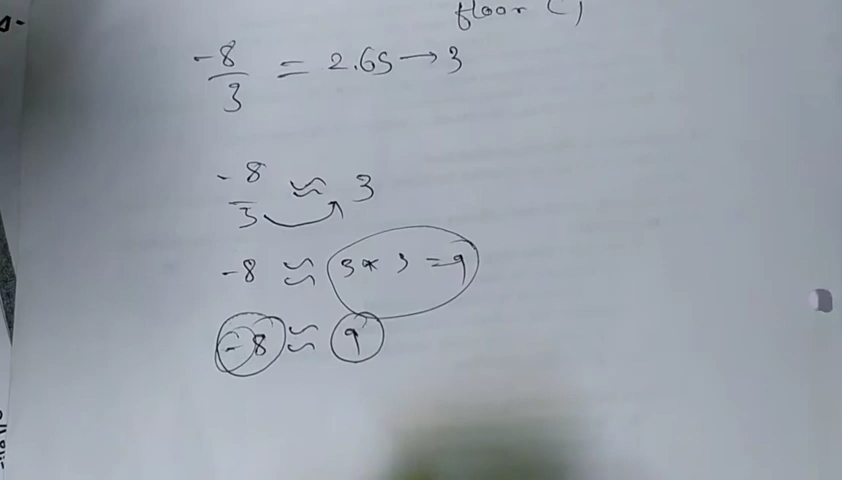 floor ( )
-8/3 = 2.65 → 3
-8/3 ≈ 3
-8 ≈ 3 * 3 = 9
-8 ≈ 9